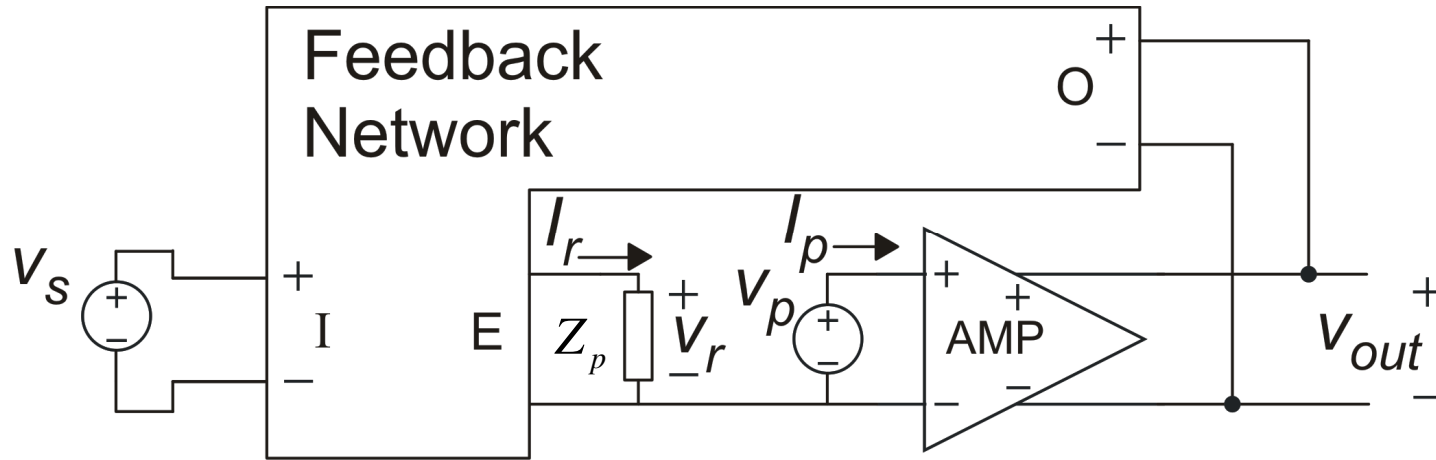 Feedback
Network
+
O
−
I_r
I_p
v_s
+
−
+
I
−
E
Z_p
+
v_r
−
v_p
+
−
+
−
+
AMP
−
+
v_out
−